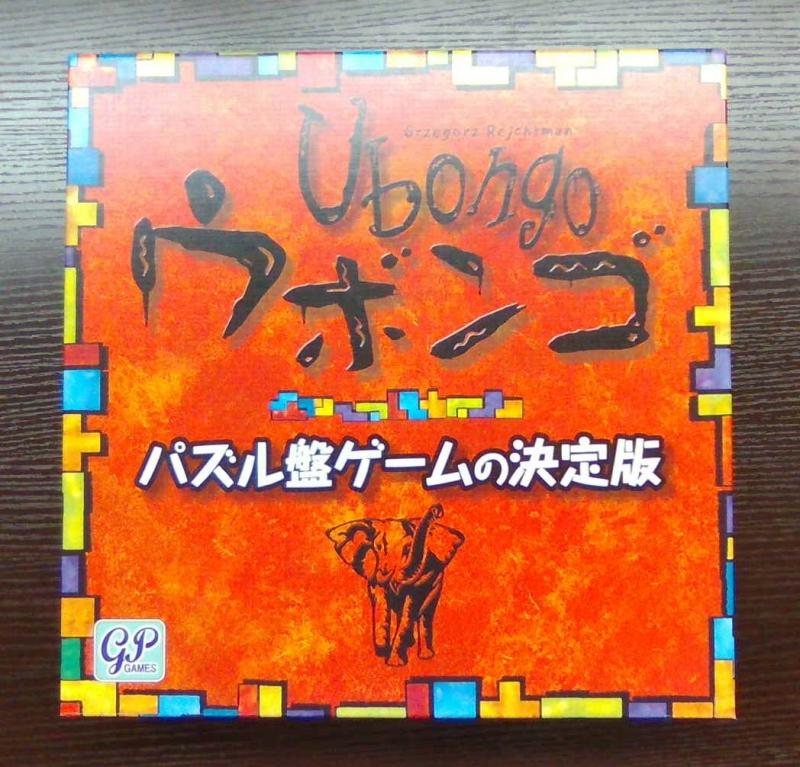 Grzegorz Rejchtman
Ubongo
ウボンゴ
パズル盤ゲームの決定版
GP
GAMES